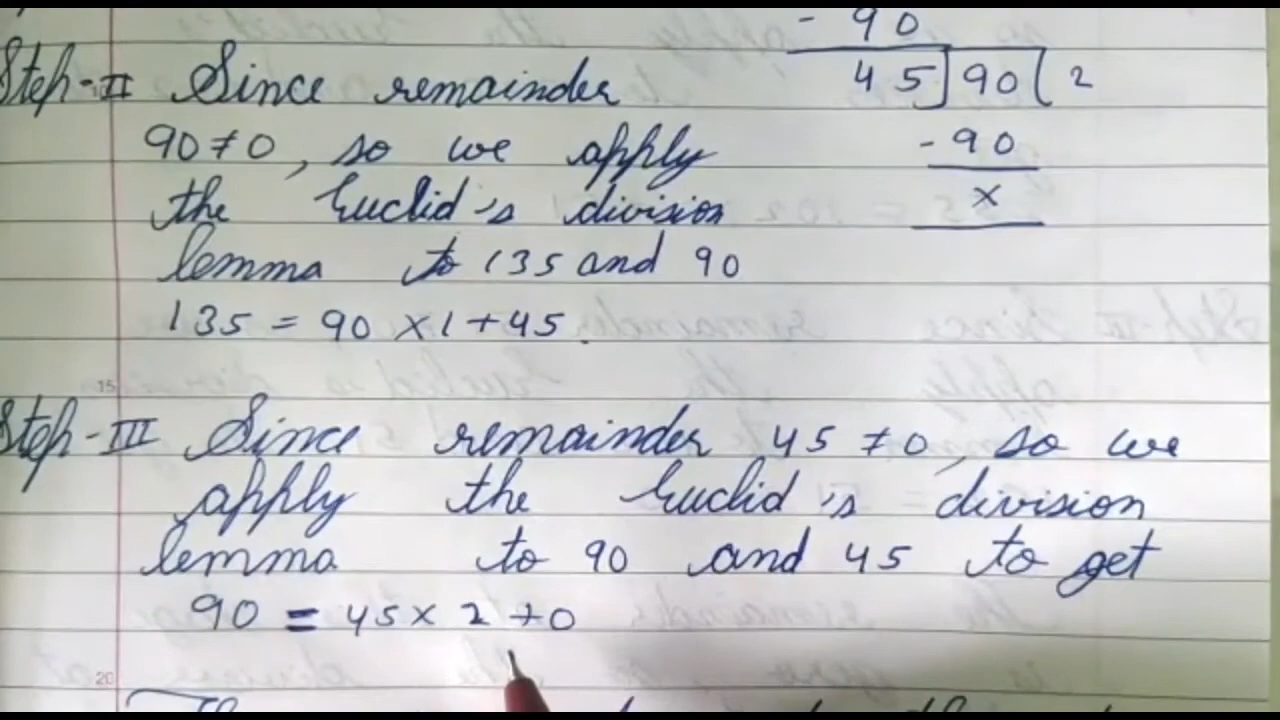 - 90
Step-II Since remainder 45]90(2
90≠0, so we apply -90
the Euclid's division x
lemma to 135 and 90
135 = 90 x 1 + 45.
15
Step-III Since remainder 45 ≠ 0, so we
apply the Euclid's division
lemma to 90 and 45 to get
90 = 45 x 2 + 0
20